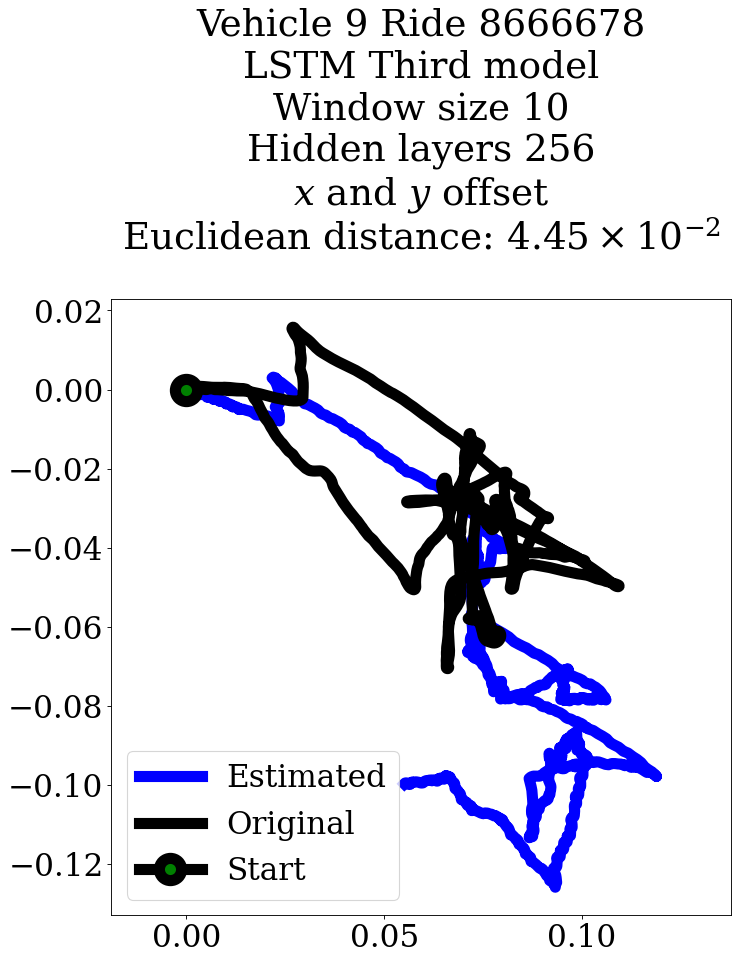 Vehicle 9 Ride 8666678
LSTM Third model
Window size 10
Hidden layers 256
x and y offset
Euclidean distance: 4.45 × 10⁻²
0.02
0.00
−0.02
−0.04
−0.06
−0.08
−0.10
−0.12
Estimated
Original
Start
0.00 0.05 0.10